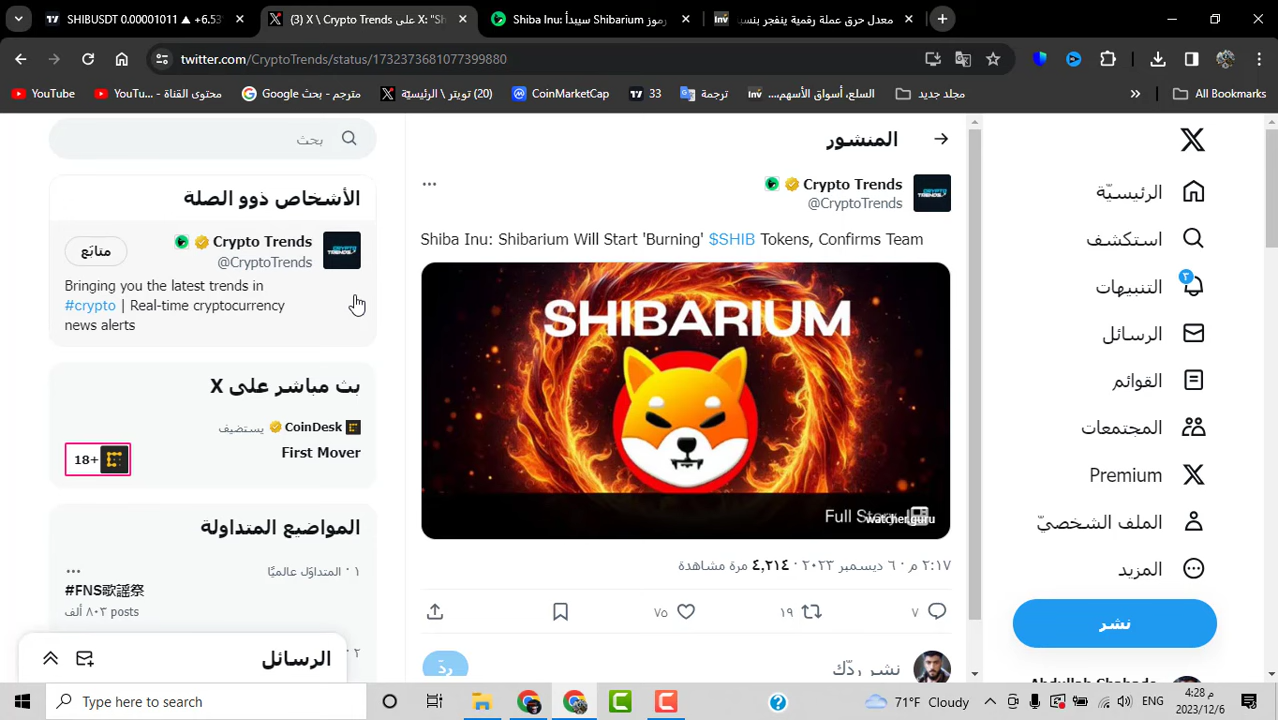 SHIBUSDT 0.00001011 ▲ +6.53
(3) X \ Crypto Trends على X: "Sh
Shiba Inu: سيبدأ Shibarium رموز
معدل حرق عملة رقمية ينفجر بنسب
twitter.com/CryptoTrends/status/1732373681077399880
YouTube
YouTu... - محتوى القناة
Google مترجم - بحث
(20) تويتر \ الرئيسية
CoinMarketCap
33
ترجمة
السلع، أسواق الأسهم،...
مجلد جديد
All Bookmarks
بحث
الأشخاص ذوو الصلة
Crypto Trends
@CryptoTrends
متابَع
Bringing you the latest trends in
#crypto | Real-time cryptocurrency
news alerts
بث مباشر على X
CoinDesk يستضيف
First Mover
+18
المواضيع المتداولة
١ · المتداوَل عالميًا
#FNS歌謡祭
٨٠٣ ألف posts
٢ ·
الرسائل
المنشور
Crypto Trends
@CryptoTrends
Shiba Inu: Shibarium Will Start 'Burning' $SHIB Tokens, Confirms Team
SHIBARIUM
Full Story
watcher.guru
٢:١٧ م · ٦ ديسمبر ٢٠٢٣ · ٤,٢١٤ مرة مشاهدة
٧
١٩
٧٥
نشر ردّك
ردّ
الرئيسيّة
استكشف
٣
التنبيهات
الرسائل
القوائم
المجتمعات
Premium
الملف الشخصيّ
المزيد
نشر
Type here to search
71°F Cloudy
ENG
4:28 م
2023/12/6